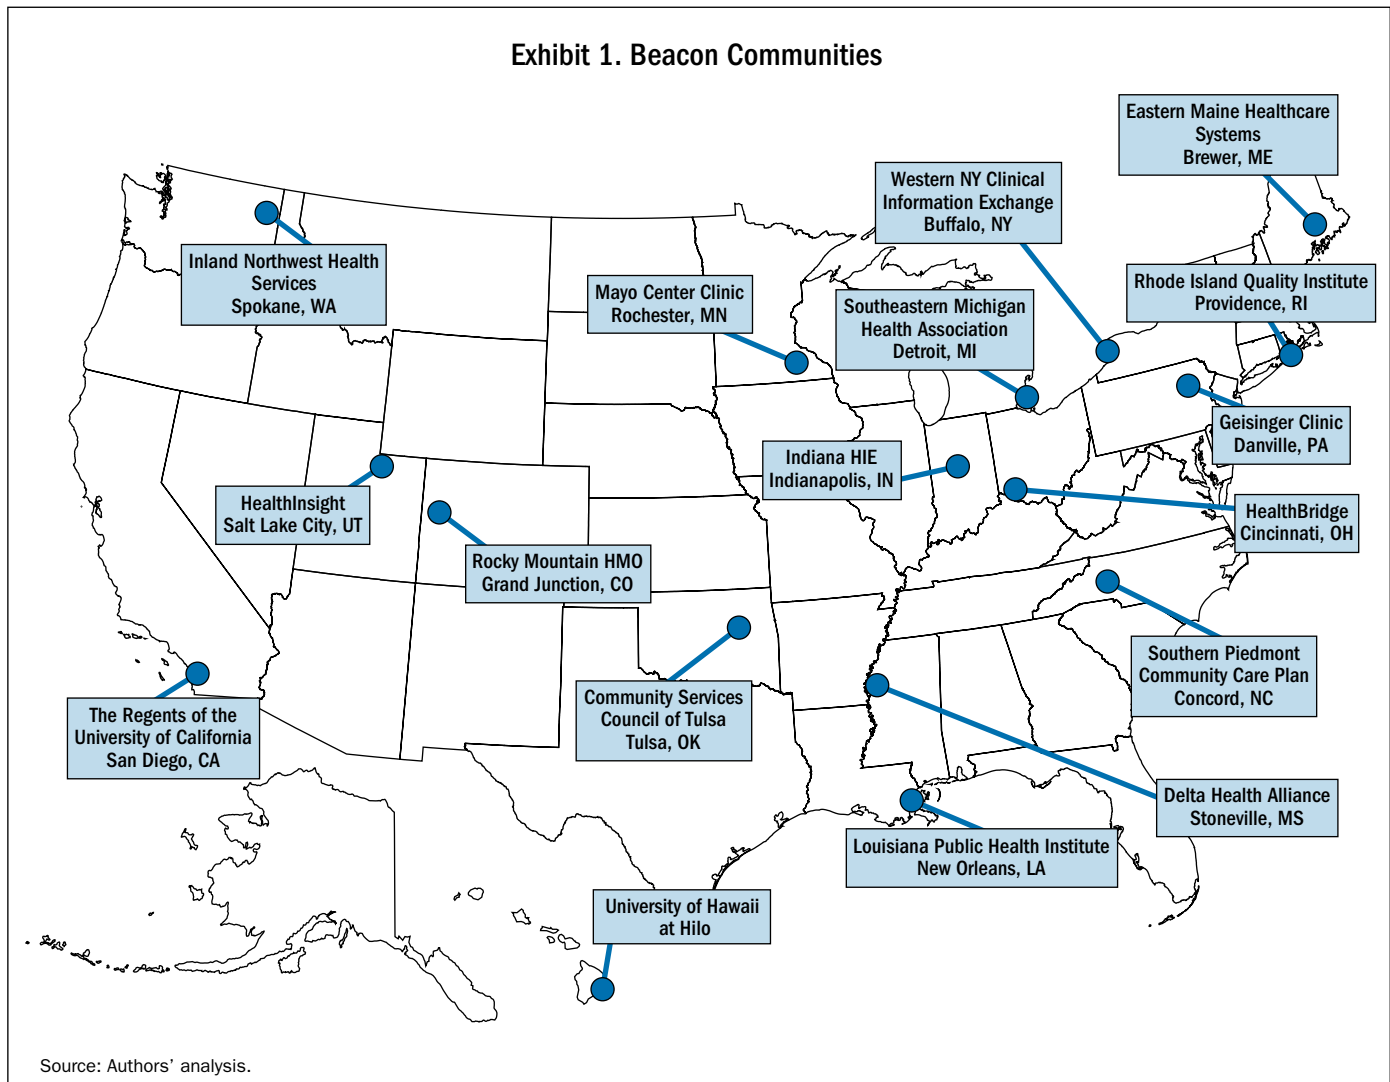 Exhibit 1. Beacon Communities
Eastern Maine Healthcare
Systems
Brewer, ME
Western NY Clinical
Information Exchange
Buffalo, NY
Inland Northwest Health
Services
Spokane, WA
Mayo Center Clinic
Rochester, MN
Southeastern Michigan
Health Association
Detroit, MI
Rhode Island Quality Institute
Providence, RI
Geisinger Clinic
Danville, PA
Indiana HIE
Indianapolis, IN
HealthInsight
Salt Lake City, UT
HealthBridge
Cincinnati, OH
Rocky Mountain HMO
Grand Junction, CO
Southern Piedmont
Community Care Plan
Concord, NC
The Regents of the
University of California
San Diego, CA
Community Services
Council of Tulsa
Tulsa, OK
Delta Health Alliance
Stoneville, MS
Louisiana Public Health Institute
New Orleans, LA
University of Hawaii
at Hilo
Source: Authors' analysis.